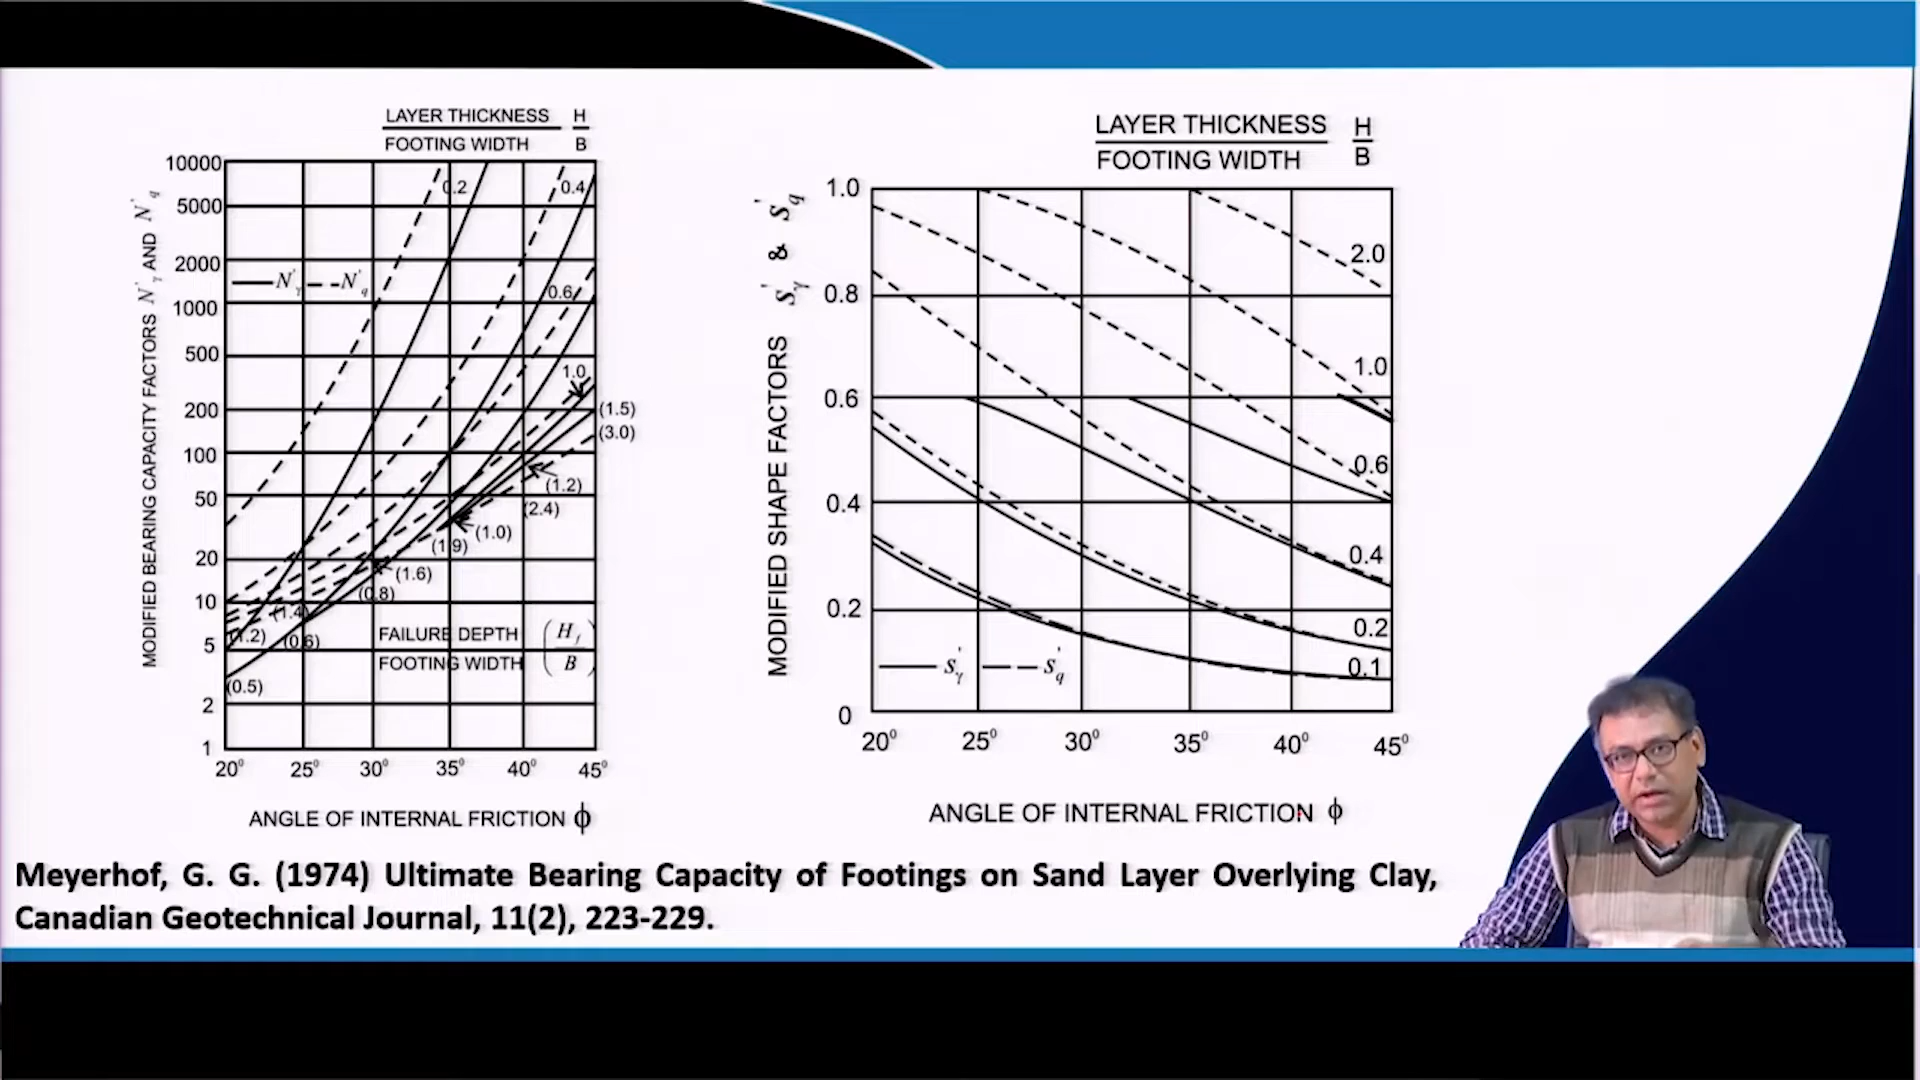 LAYER THICKNESS H
FOOTING WIDTH B
MODIFIED BEARING CAPACITY FACTORS N'γ AND N'q
10000
5000
2000
1000
500
200
100
50
20
10
5
2
1
0.2
0.4
0.6
1.0
N'γ N'q
(1.5)
(3.0)
(1.2)
(2.4)
(1.0)
(1.9)
(1.6)
(0.8)
(1.4)
(1.2)
(0.6)
(0.5)
FAILURE DEPTH (Hf
FOOTING WIDTH B)
20° 25° 30° 35° 40° 45°
ANGLE OF INTERNAL FRICTION ϕ
LAYER THICKNESS H
FOOTING WIDTH B
MODIFIED SHAPE FACTORS s'γ & s'q
1.0
0.8
0.6
0.4
0.2
0
2.0
1.0
0.6
0.4
0.2
0.1
s'γ s'q
20° 25° 30° 35° 40° 45°
ANGLE OF INTERNAL FRICTION ϕ
Meyerhof, G. G. (1974) Ultimate Bearing Capacity of Footings on Sand Layer Overlying Clay,
Canadian Geotechnical Journal, 11(2), 223-229.